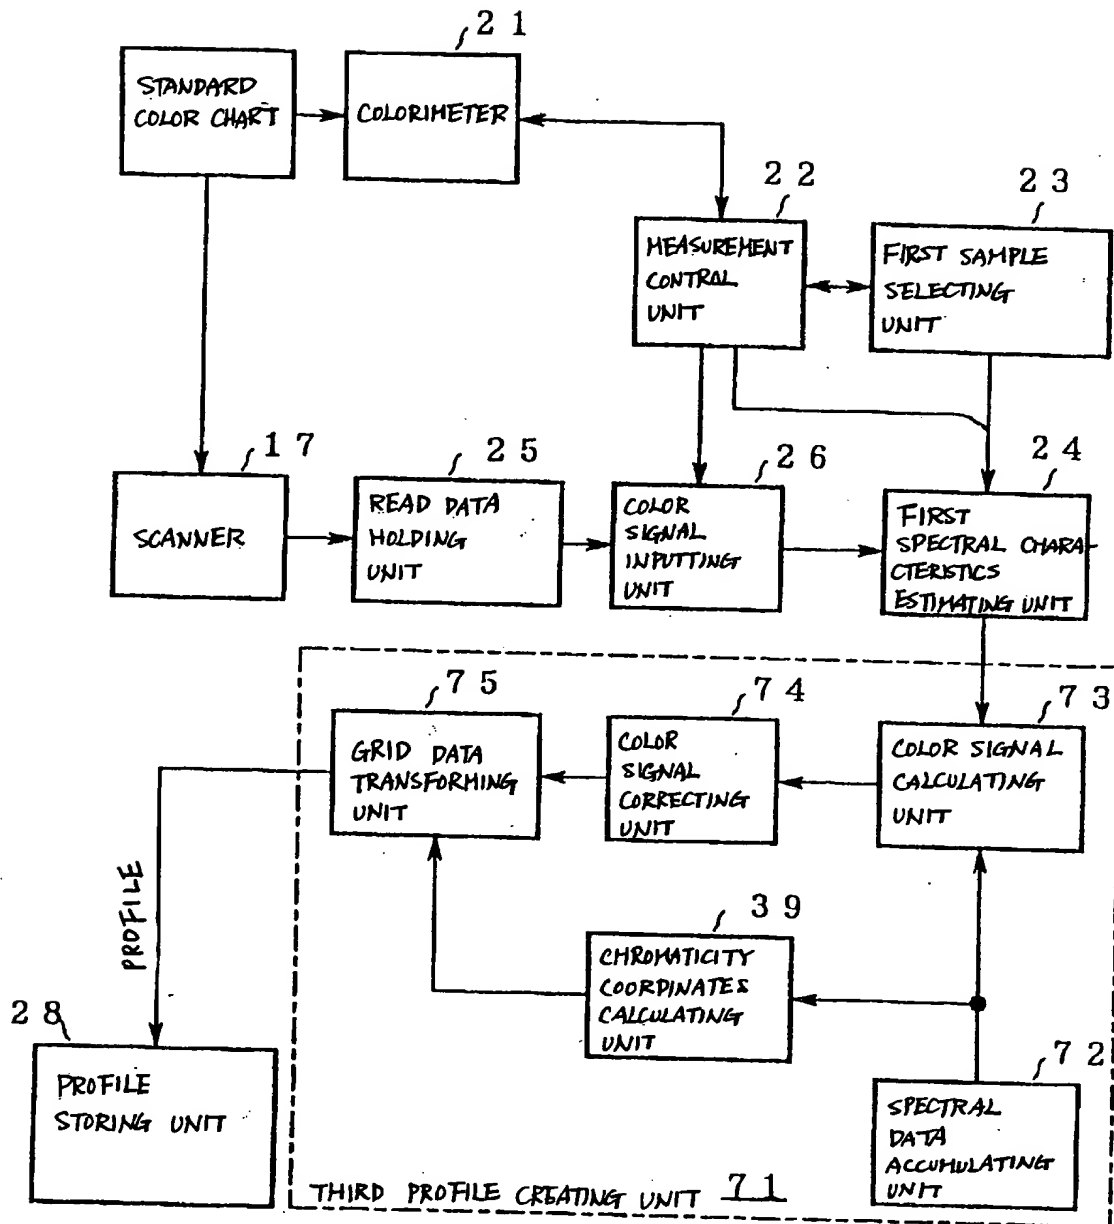 21
STANDARD
COLOR CHART
COLORIMETER
22
23
MEASUREMENT
CONTROL
UNIT
FIRST SAMPLE
SELECTING
UNIT
17
25
26
24
SCANNER
READ DATA
HOLDING
UNIT
COLOR
SIGNAL
INPUTTING
UNIT
FIRST
SPECTRAL CHARA-
CTERISTICS
ESTIMATING UNIT
75
74
73
GRID DATA
TRANSFORMING
UNIT
COLOR
SIGNAL
CORRECTING
UNIT
COLOR SIGNAL
CALCULATING
UNIT
PROFILE
39
CHROMATICITY
COORDINATES
CALCULATING
UNIT
28
PROFILE
STORING UNIT
72
SPECTRAL
DATA
ACCUMULATING
UNIT
THIRD PROFILE CREATING UNIT 71